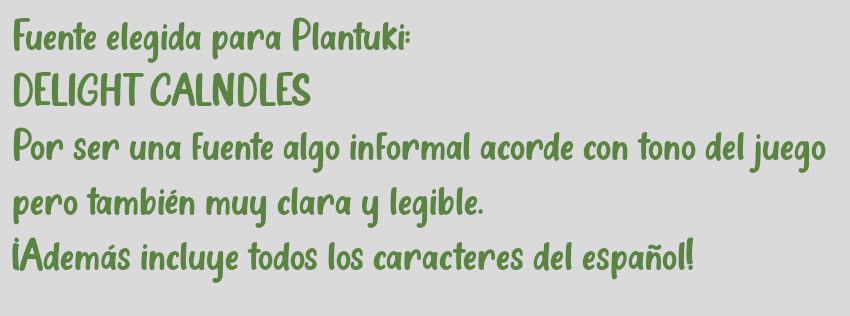 Fuente elegida para Plantuki:
DELIGHT CALNDLES
Por ser una fuente algo informal acorde con tono del juego
pero también muy clara y legible.
¡Además incluye todos los caracteres del español!